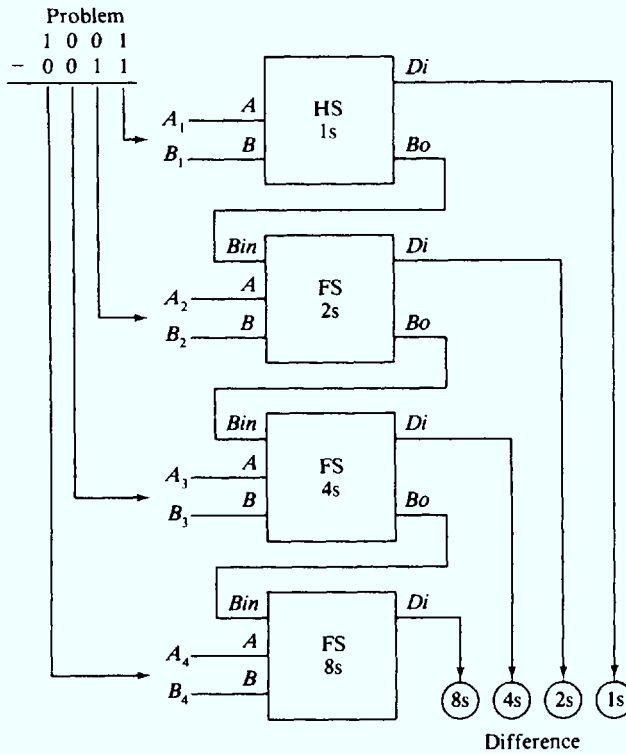 Problem
1 0 0 1
− 0 0 1 1
HS
1s
A
B
A₁
B₁
Di
Bo
FS
2s
Bin
A
B
A₂
B₂
Di
Bo
FS
4s
Bin
A
B
A₃
B₃
Di
Bo
FS
8s
Bin
A
B
A₄
B₄
Di
8s 4s 2s 1s
Difference